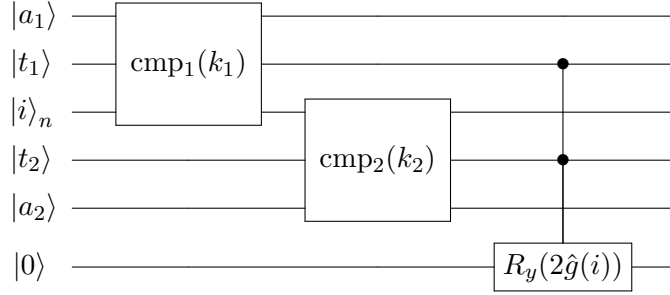 |a₁⟩
|t₁⟩ cmp₁(k₁)
|i⟩ₙ
|t₂⟩ cmp₂(k₂)
|a₂⟩
|0⟩ R_y(2ĝ(i))